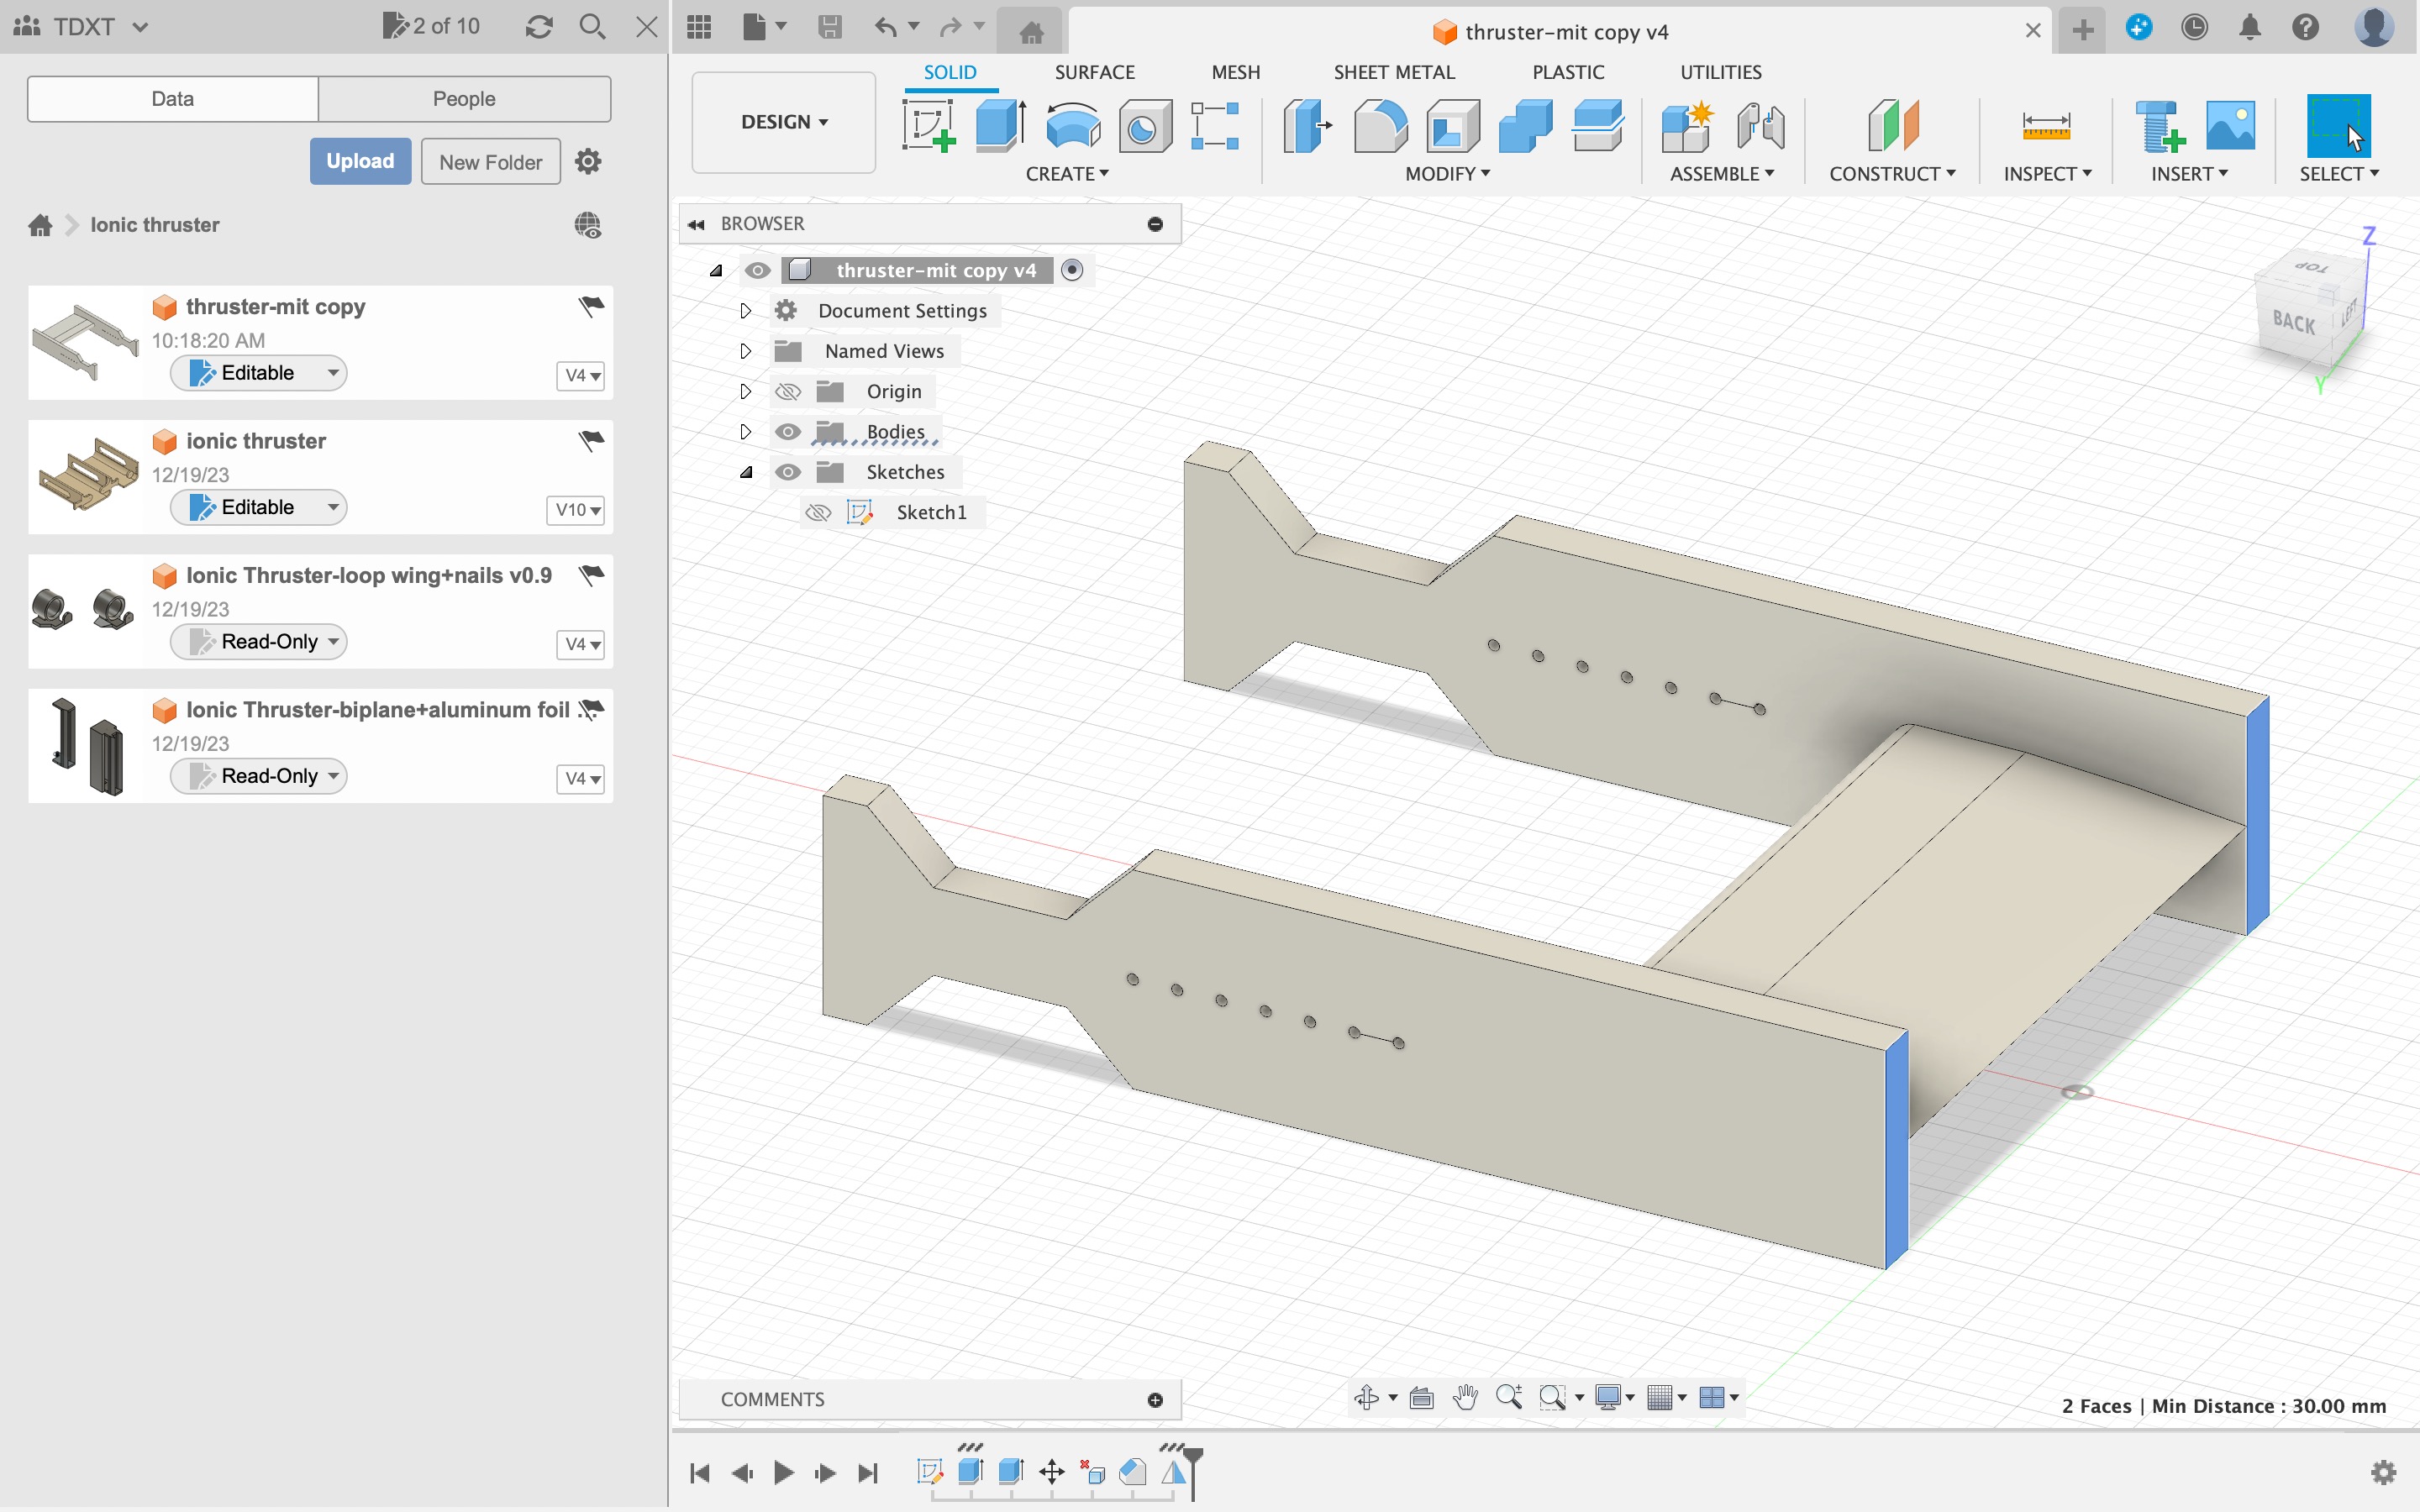 TDXT
2 of 10
thruster-mit copy v4
Data
People
Upload
New Folder
Ionic thruster
thruster-mit copy
10:18:20 AM
Editable
V4
ionic thruster
12/19/23
Editable
V10
Ionic Thruster-loop wing+nails v0.9
12/19/23
Read-Only
V4
Ionic Thruster-biplane+aluminum foil ...
12/19/23
Read-Only
V4
DESIGN
SOLID
SURFACE
MESH
SHEET METAL
PLASTIC
UTILITIES
CREATE
MODIFY
ASSEMBLE
CONSTRUCT
INSPECT
INSERT
SELECT
BROWSER
thruster-mit copy v4
Document Settings
Named Views
Origin
Bodies
Sketches
Sketch1
Z
TOP
BACK
LEFT
Y
COMMENTS
2 Faces | Min Distance : 30.00 mm